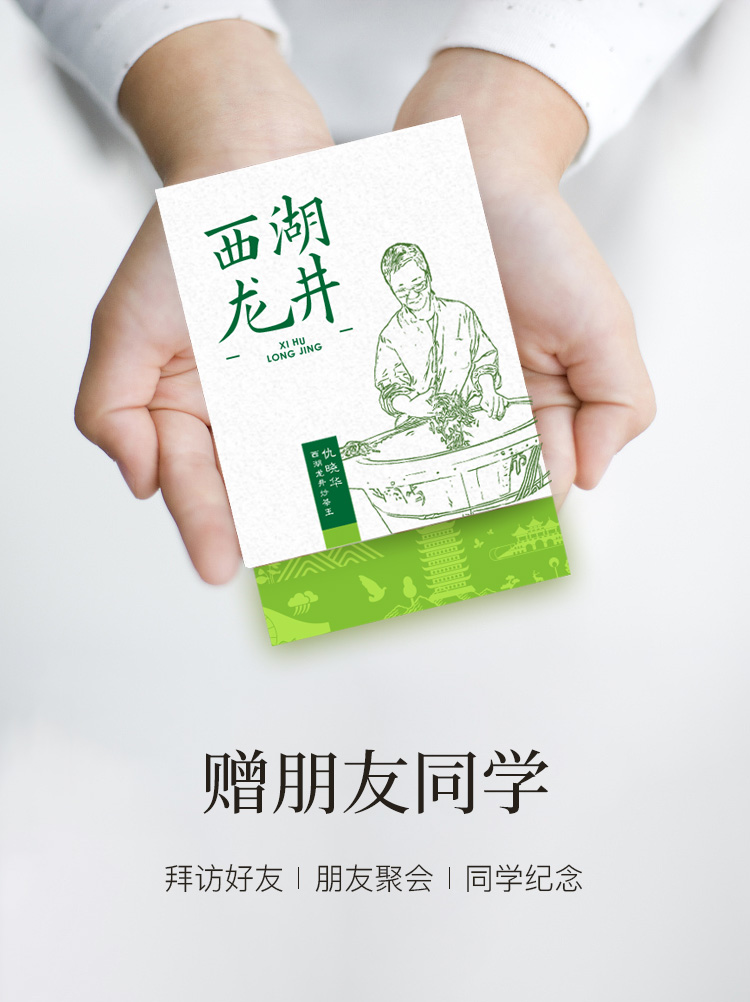 西湖
龙井
XI HU
LONG JING
仇晓华
西湖龙井炒茶王
赠朋友同学
拜访好友 | 朋友聚会 | 同学纪念